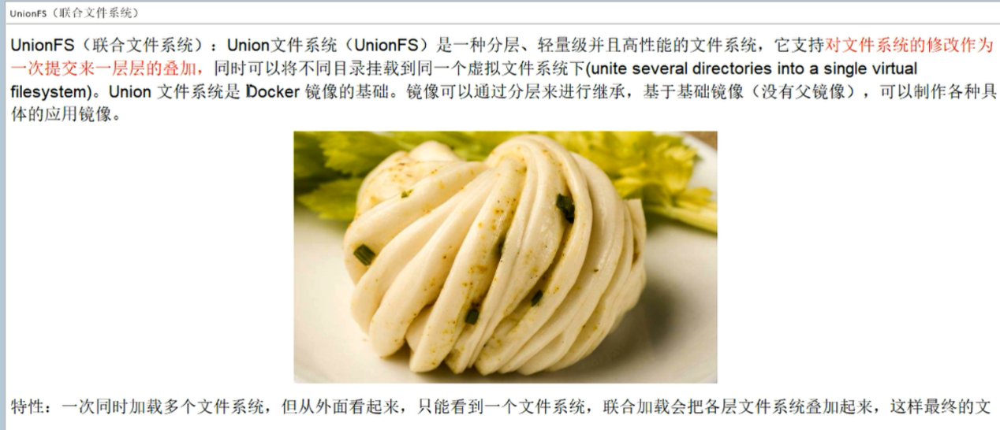 UnionFS（联合文件系统）
UnionFS（联合文件系统）：Union文件系统（UnionFS）是一种分层、轻量级并且高性能的文件系统，它支持对文件系统的修改作为
一次提交来一层层的叠加，同时可以将不同目录挂载到同一个虚拟文件系统下(unite several directories into a single virtual
filesystem)。Union 文件系统是 Docker 镜像的基础。镜像可以通过分层来进行继承，基于基础镜像（没有父镜像），可以制作各种具
体的应用镜像。
特性：一次同时加载多个文件系统，但从外面看起来，只能看到一个文件系统，联合加载会把各层文件系统叠加起来，这样最终的文